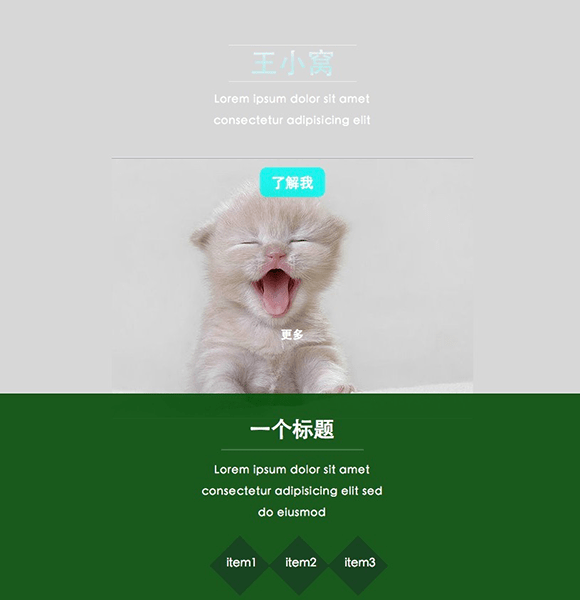 王小窝
Lorem ipsum dolor sit amet
consectetur adipisicing elit
了解我
更多
一个标题
Lorem ipsum dolor sit amet
consectetur adipisicing elit sed
do eiusmod
item1 item2 item3